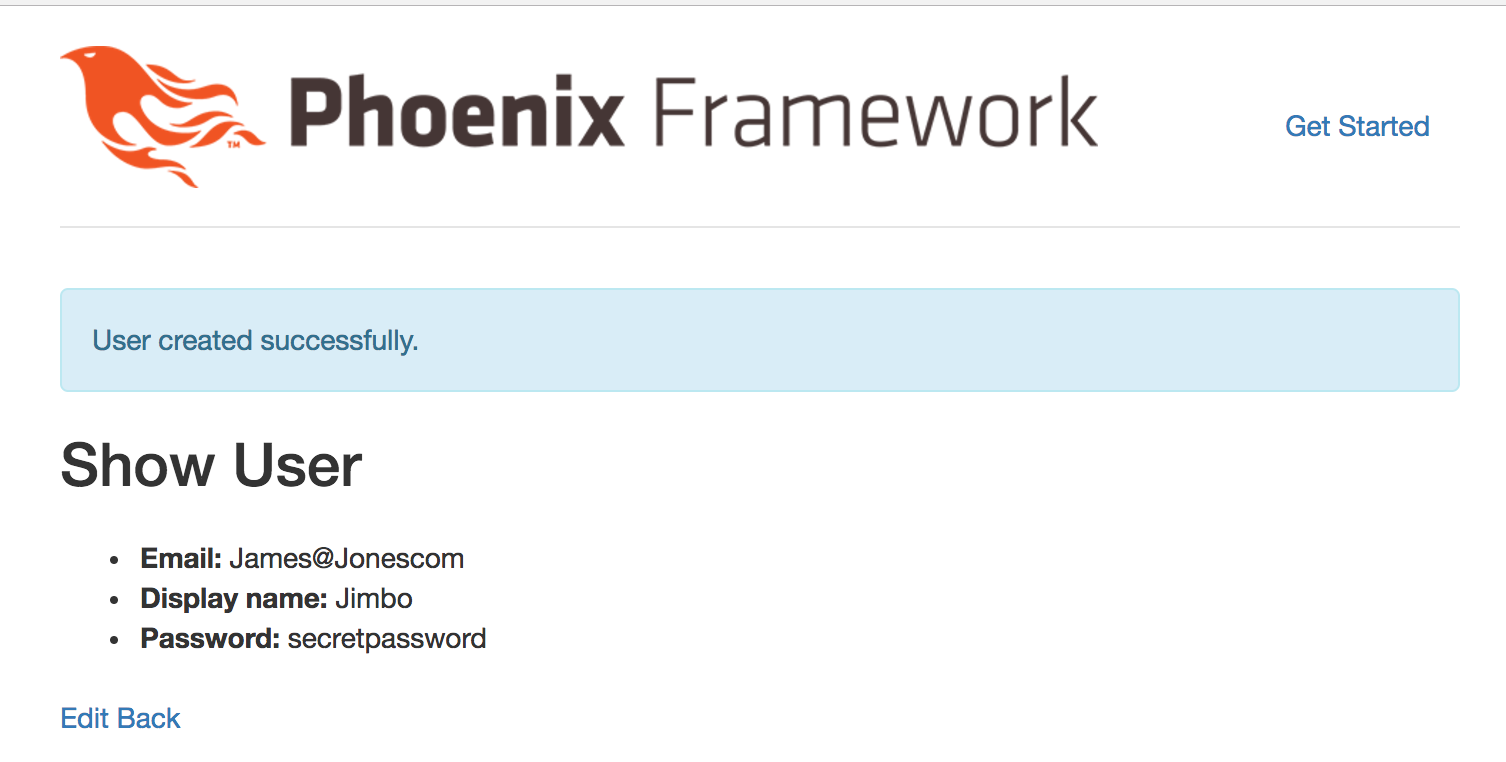 Phoenix Framework
TM
Get Started
User created successfully.
Show User
Email: James@Jonescom
Display name: Jimbo
Password: secretpassword
Edit Back